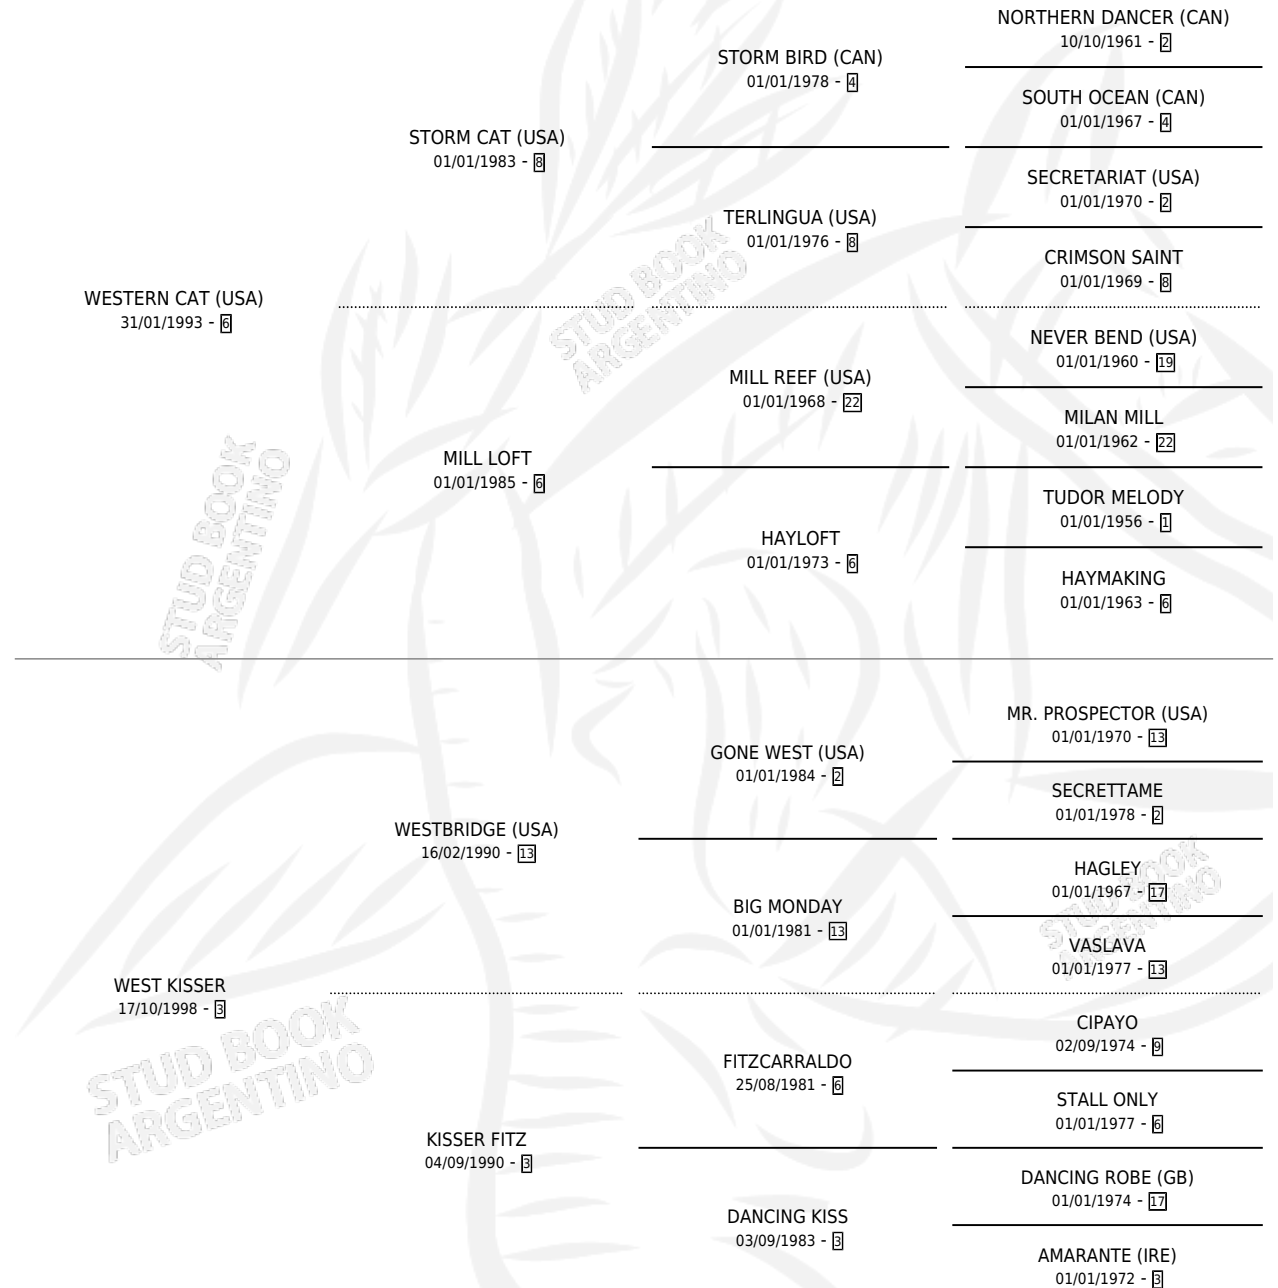 NORTHERN DANCER (CAN)
10/10/1961 - 2
STORM BIRD (CAN)
01/01/1978 - 4
SOUTH OCEAN (CAN)
01/01/1967 - 4
STORM CAT (USA)
01/01/1983 - 8
SECRETARIAT (USA)
01/01/1970 - 2
TERLINGUA (USA)
01/01/1976 - 8
CRIMSON SAINT
01/01/1969 - 8
WESTERN CAT (USA)
31/01/1993 - 6
STUD BOOK
ARGENTINO
NEVER BEND (USA)
01/01/1960 - 19
MILL REEF (USA)
01/01/1968 - 22
MILAN MILL
01/01/1962 - 22
MILL LOFT
01/01/1985 - 6
TUDOR MELODY
01/01/1956 - 1
HAYLOFT
01/01/1973 - 6
HAYMAKING
01/01/1963 - 6
STUD BOOK
ARGENTINO
MR. PROSPECTOR (USA)
01/01/1970 - 13
GONE WEST (USA)
01/01/1984 - 2
SECRETTAME
01/01/1978 - 2
WESTBRIDGE (USA)
16/02/1990 - 13
HAGLEY
01/01/1967 - 17
BIG MONDAY
01/01/1981 - 13
STUD BOOK
ARGENTINO
VASLAVA
01/01/1977 - 13
WEST KISSER
17/10/1998 - 3
CIPAYO
02/09/1974 - 9
FITZCARRALDO
25/08/1981 - 6
STALL ONLY
01/01/1977 - 6
STUD BOOK
ARGENTINO
KISSER FITZ
04/09/1990 - 3
DANCING ROBE (GB)
01/01/1974 - 17
DANCING KISS
03/09/1983 - 3
AMARANTE (IRE)
01/01/1972 - 3